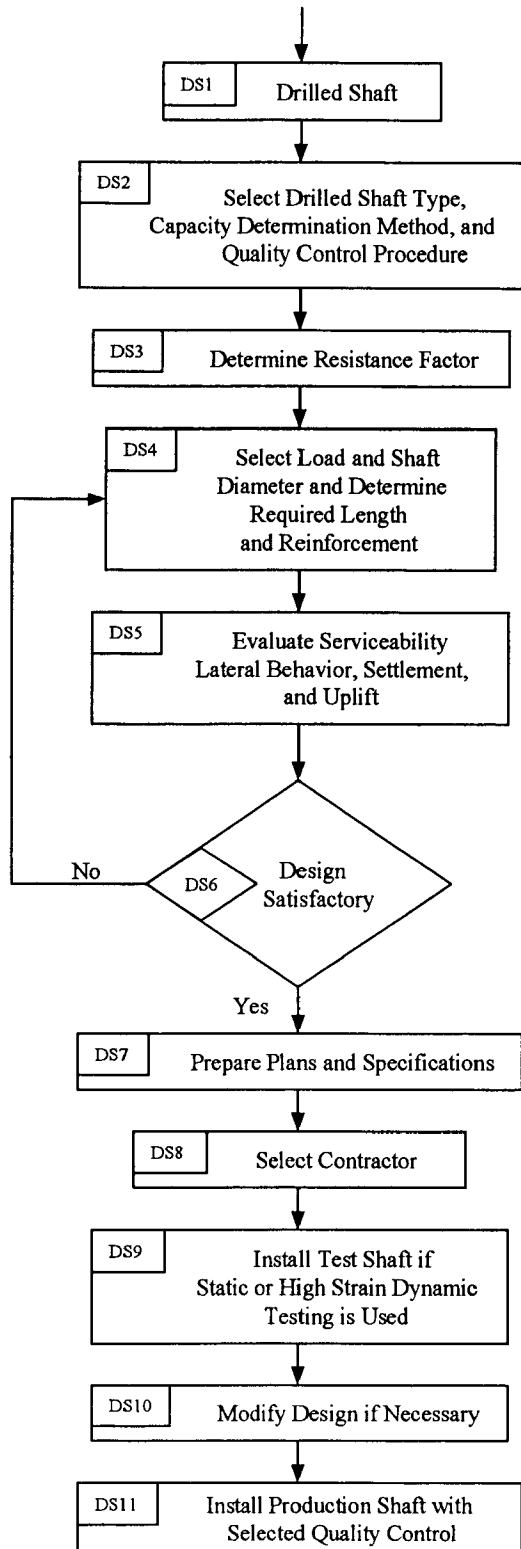 DS1
Drilled Shaft
DS2
Select Drilled Shaft Type,
Capacity Determination Method, and
Quality Control Procedure
DS3
Determine Resistance Factor
DS4
Select Load and Shaft
Diameter and Determine
Required Length
and Reinforcement
DS5
Evaluate Serviceability
Lateral Behavior, Settlement,
and Uplift
No
DS6
Design
Satisfactory
Yes
DS7
Prepare Plans and Specifications
DS8
Select Contractor
DS9
Install Test Shaft if
Static or High Strain Dynamic
Testing is Used
DS10
Modify Design if Necessary
DS11
Install Production Shaft with
Selected Quality Control